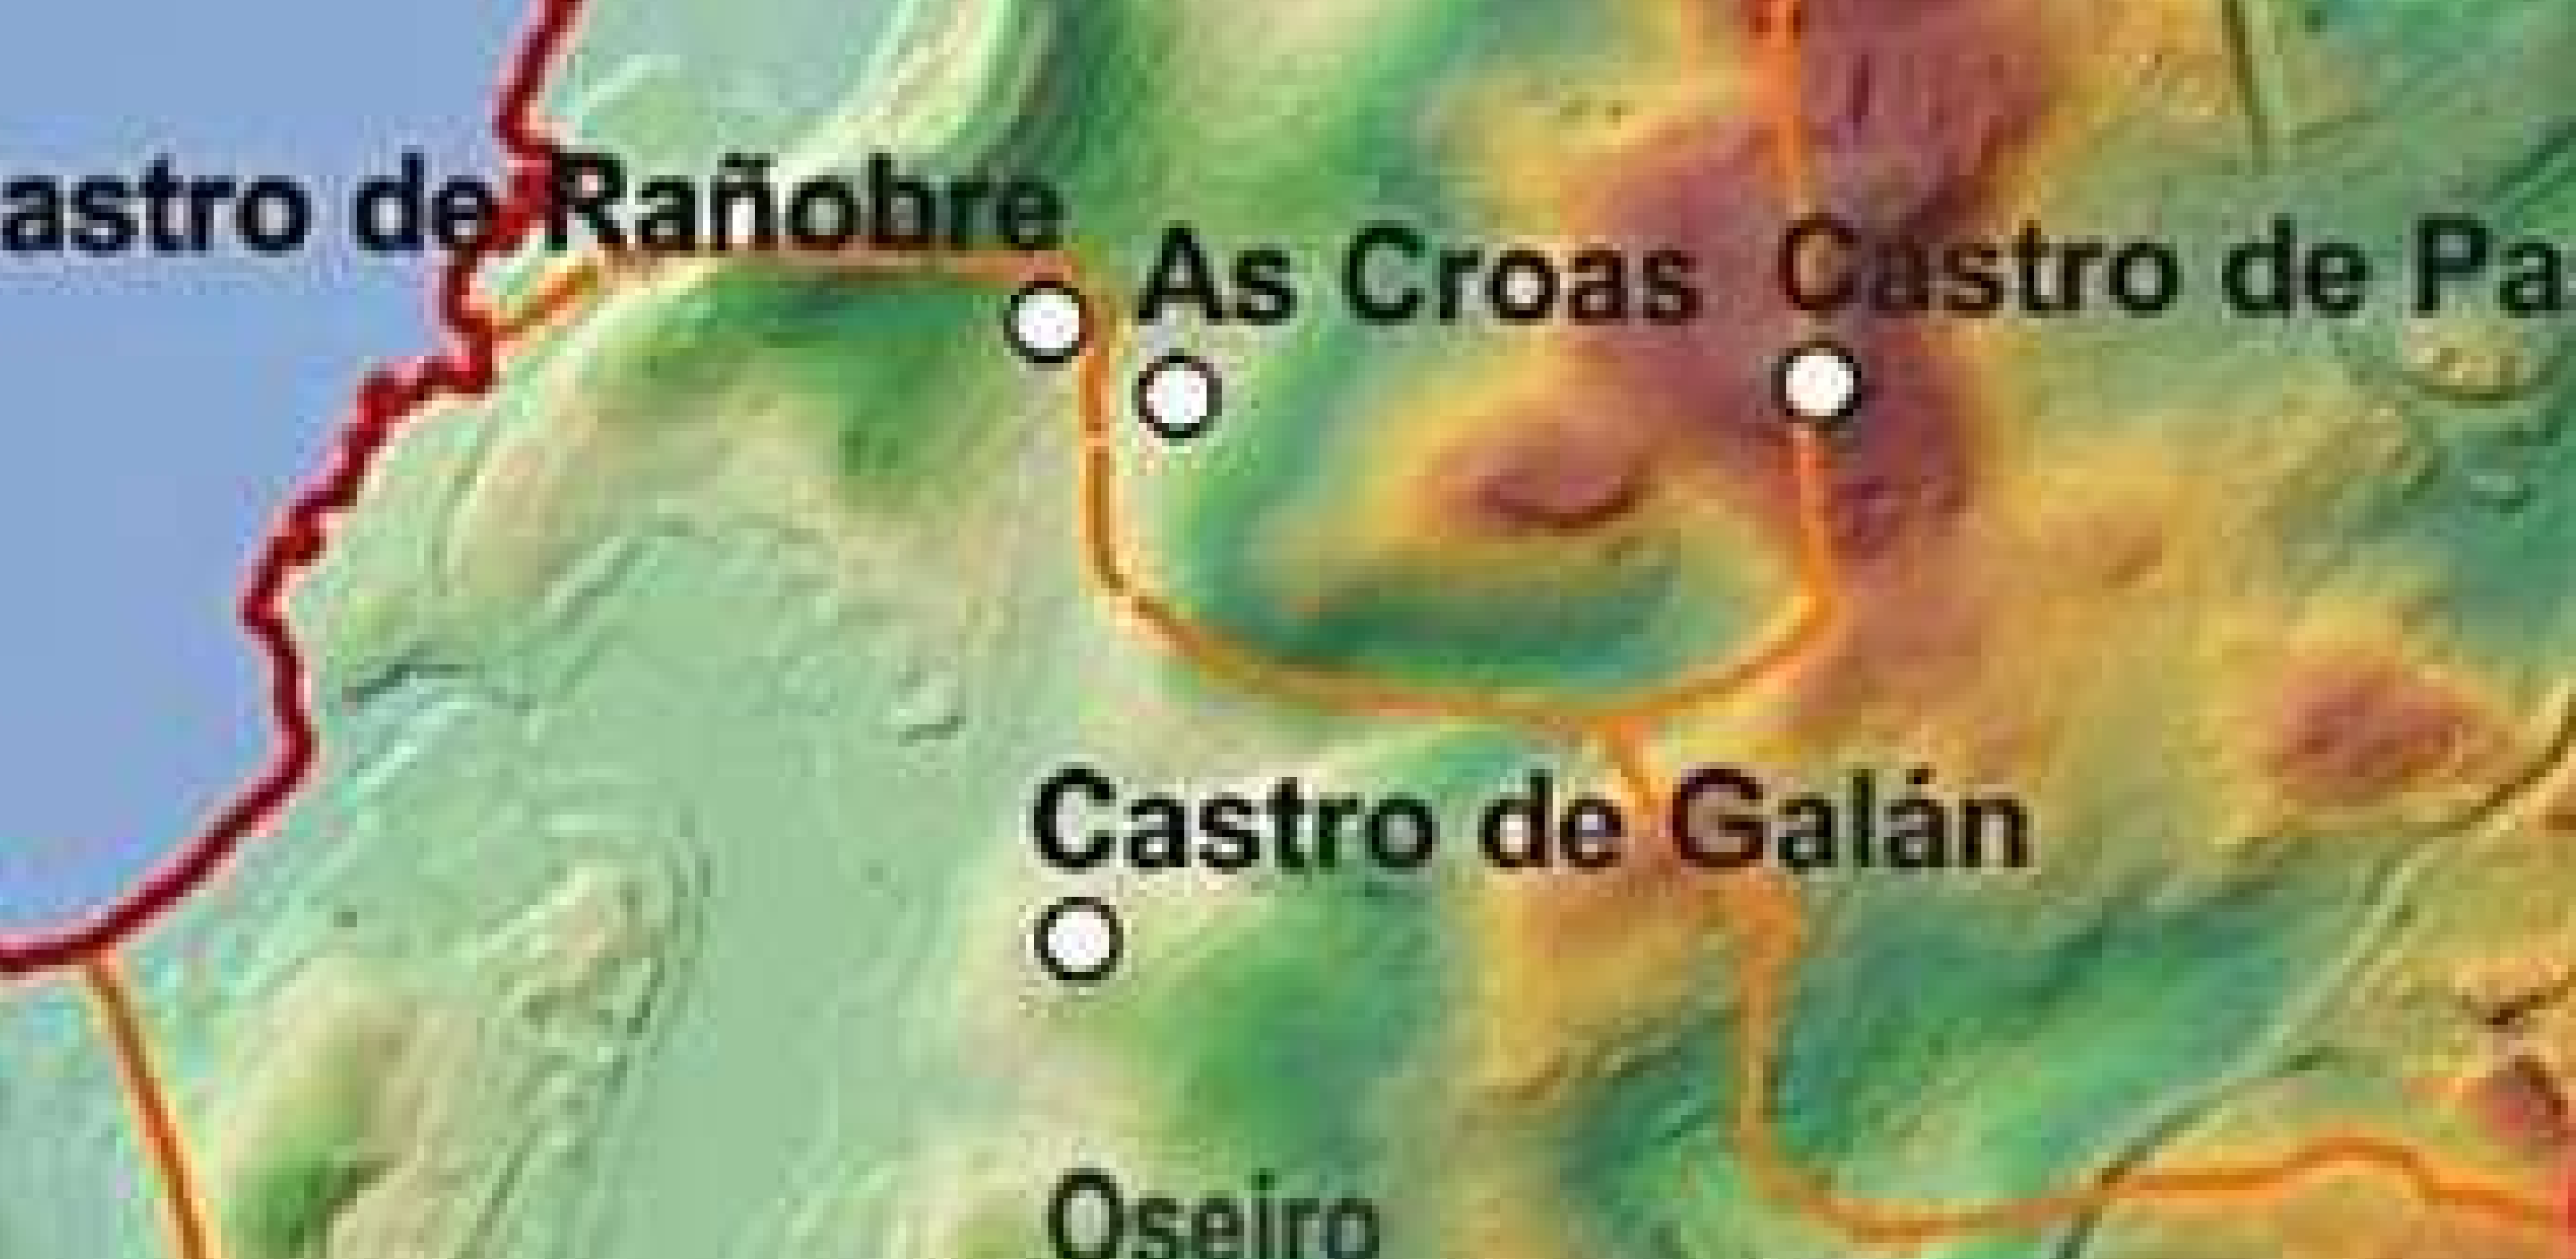 astro de Rañobre
As Croas
Castro de Pa
Castro de Galán
Oseiro